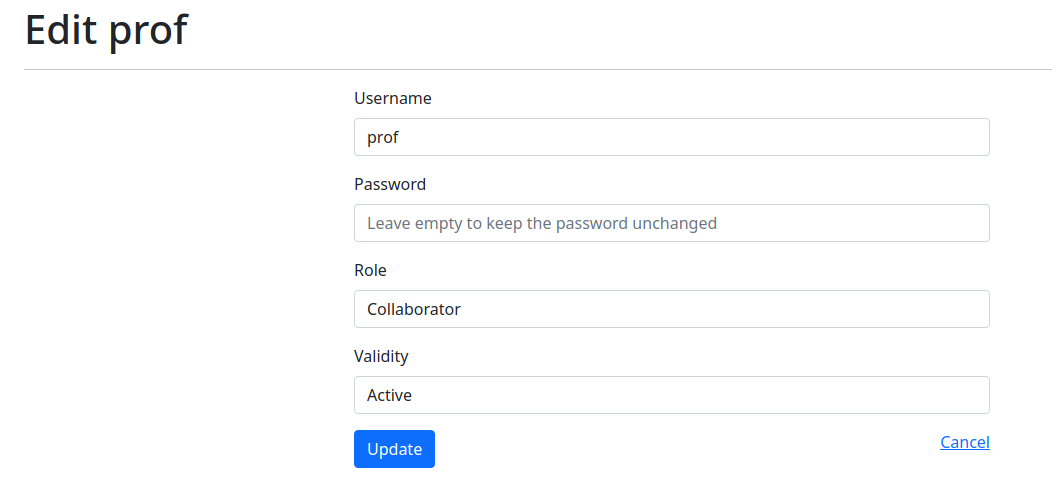 Edit prof
Username
prof
Password
Leave empty to keep the password unchanged
Role
Collaborator
Validity
Active
Update
Cancel